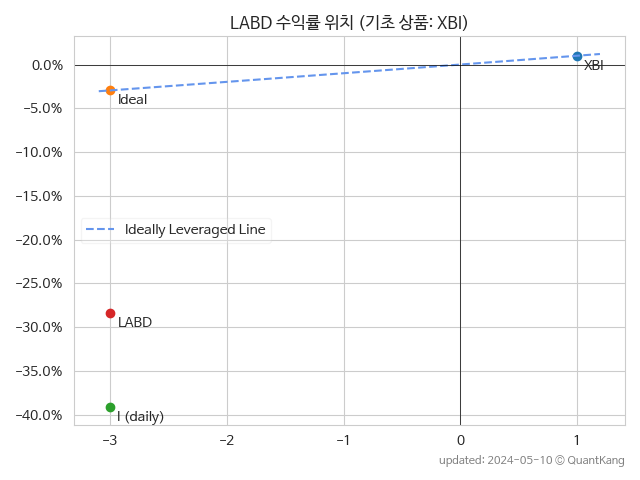 LABD 수익률 위치 (기초 상품: XBI)
0.0%
−5.0%
−10.0%
−15.0%
−20.0%
−25.0%
−30.0%
−35.0%
−40.0%
XBI
Ideal
Ideally Leveraged Line
LABD
I (daily)
−3
−2
−1
0
1
updated: 2024-05-10 © QuantKang